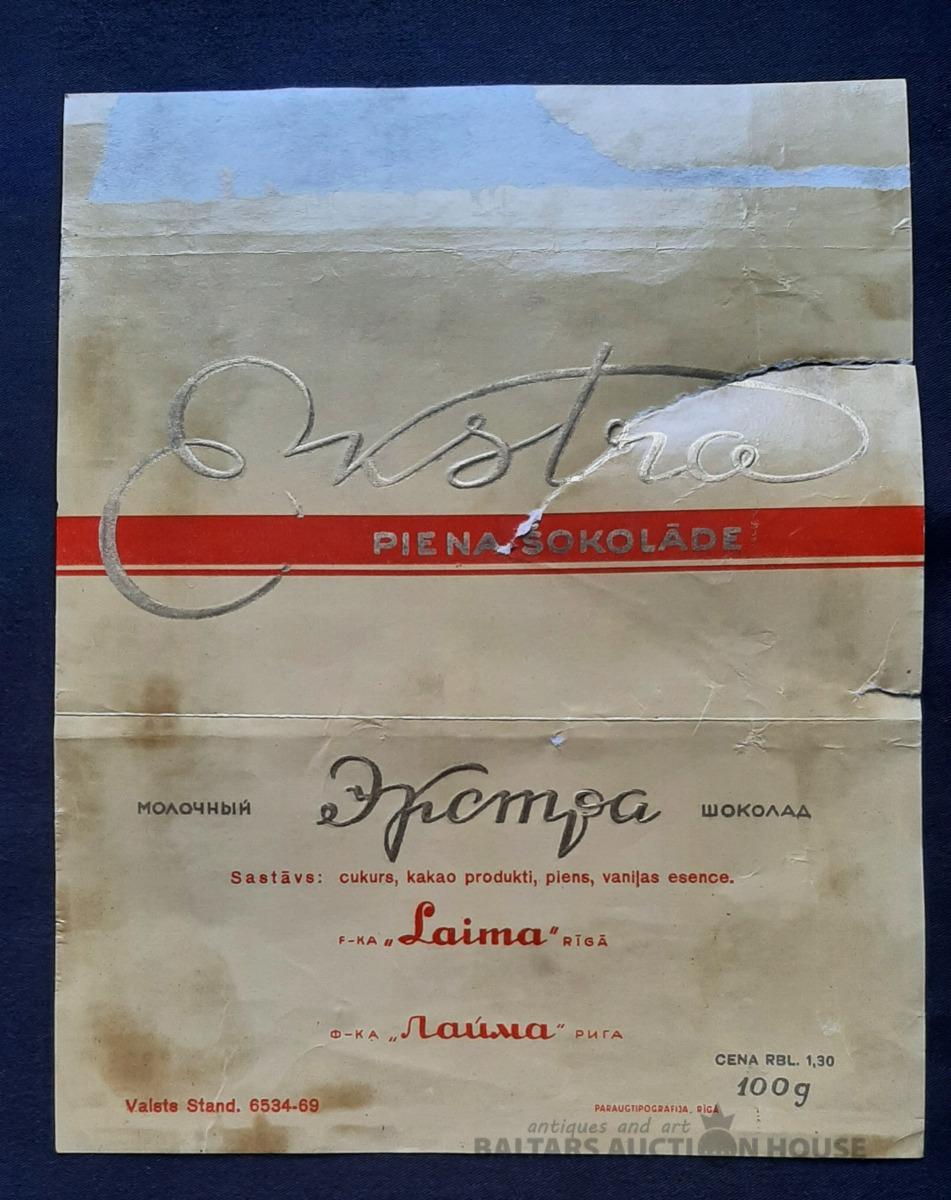 Ekstra
PIENA ŠOKOLĀDE
МОЛОЧНЫЙ Экстра ШОКОЛАД
Sastāvs: cukurs, kakao produkti, piens, vaniļas esence.
F-KA „Laima" RĪGĀ
Ф-КА „Лайма" РИГА
CENA RBL. 1,30
100g
Valsts Stand. 6534-69
PARAUGTIPOGRAFIJA, RĪGĀ
antiques and art
BALTARS AUCTION HOUSE